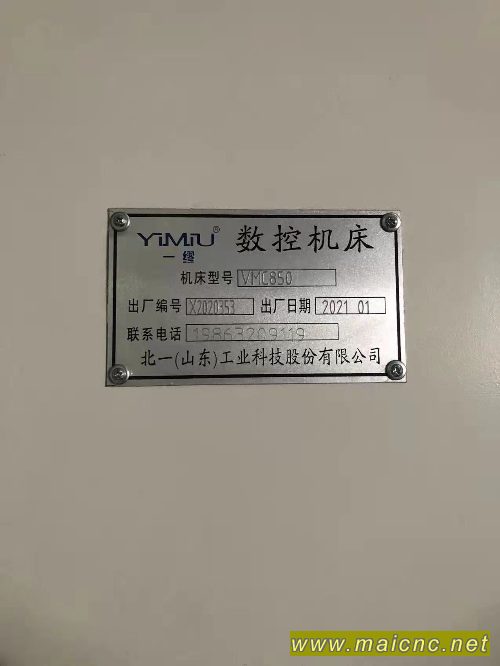 YiMiU® 数控机床
一缪
机床型号 VMC850
出厂编号 X2020353 出厂日期 2021 01
联系电话 19863209119
北一(山东)工业科技股份有限公司
www.maicnc.net